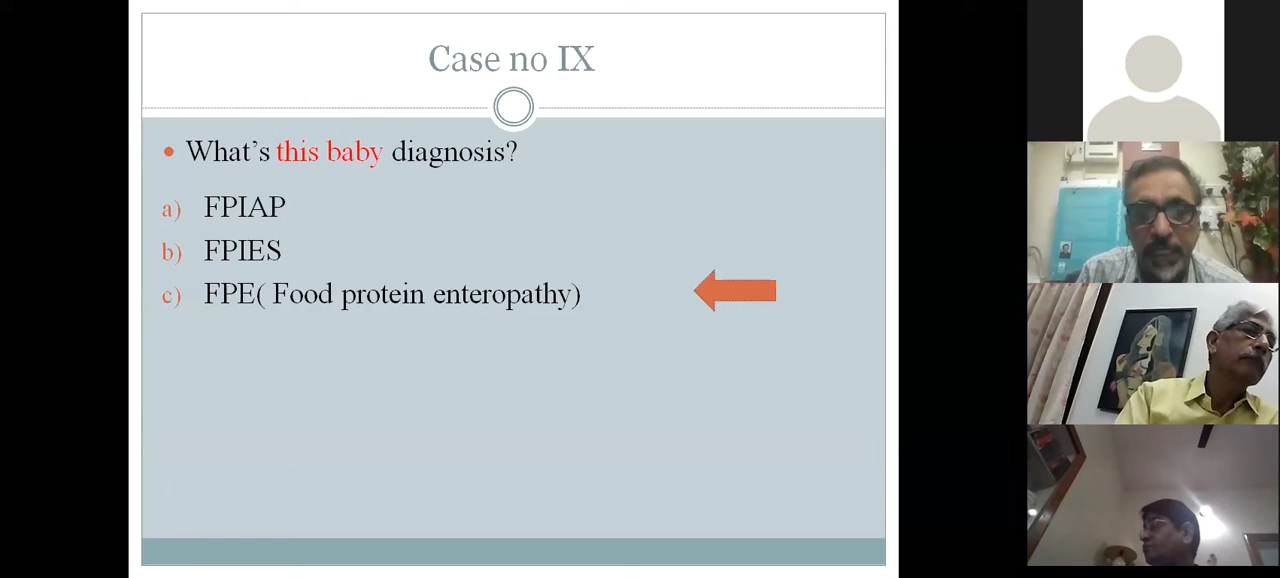 Case no IX
What's this baby diagnosis?
a) FPIAP
b) FPIES
c) FPE( Food protein enteropathy)